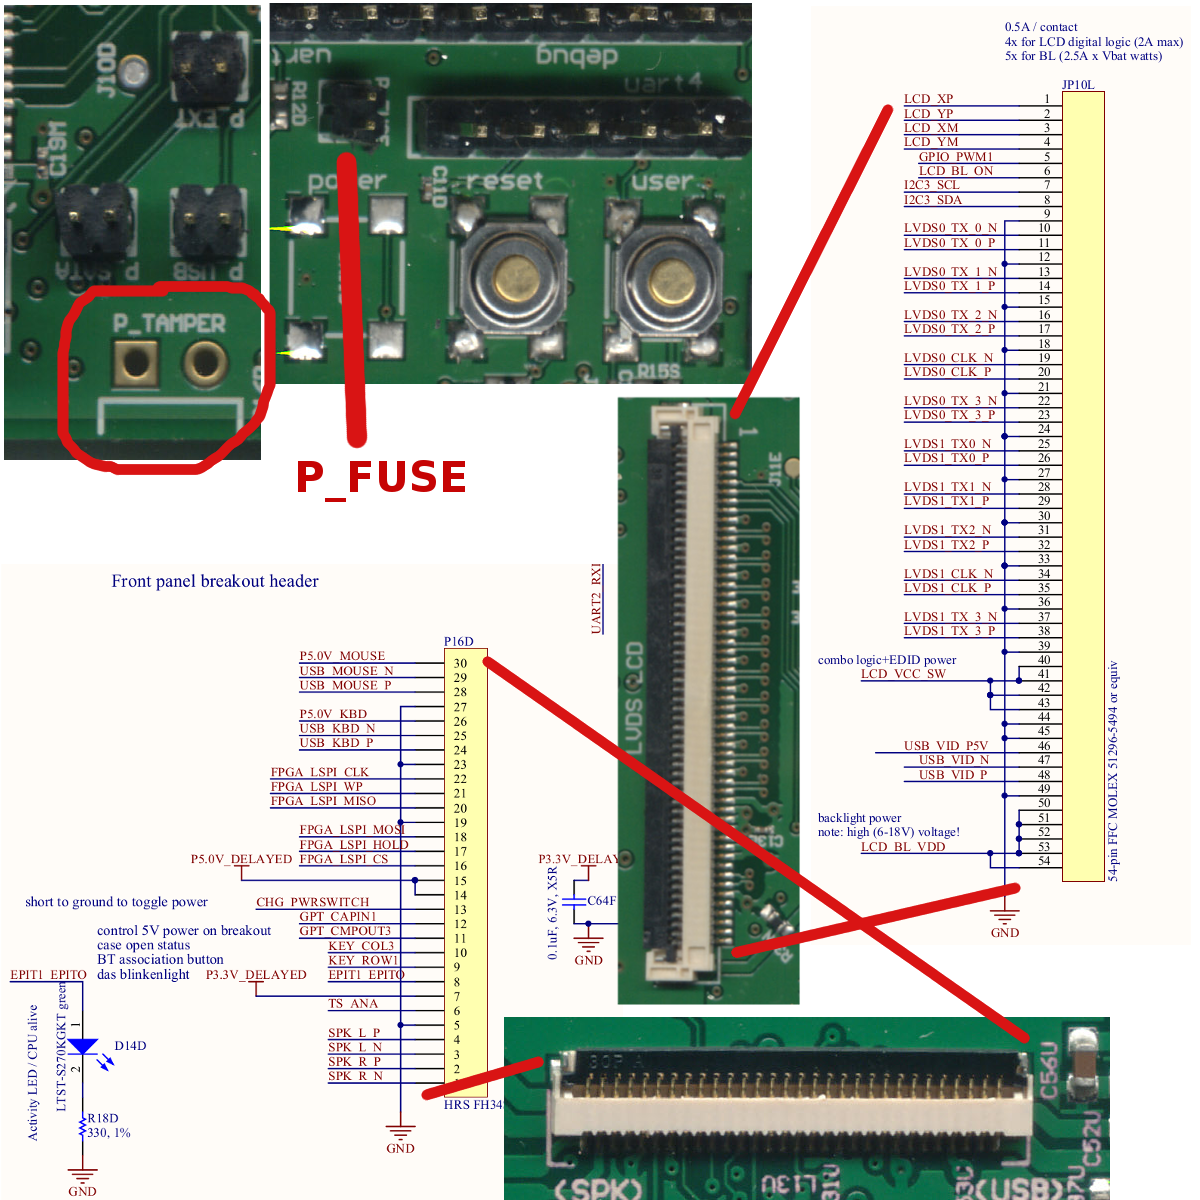 J10D
P_EXT
C19M
P_SATA
P_USB
P_TAMPER
uart
debug
R12D
P_FUSE
uart4
power
C11D
reset
user
R15S
P_FUSE
0.5A / contact
4x for LCD digital logic (2A max)
5x for BL (2.5A x Vbat watts)
JP10L
LCD_XP 1
LCD_YP 2
LCD_XM 3
LCD_YM 4
GPIO_PWM1 5
LCD_BL_ON 6
I2C3_SCL 7
I2C3_SDA 8
9
LVDS0_TX_0_N 10
LVDS0_TX_0_P 11
12
LVDS0_TX_1_N 13
LVDS0_TX_1_P 14
15
LVDS0_TX_2_N 16
LVDS0_TX_2_P 17
18
LVDS0_CLK_N 19
LVDS0_CLK_P 20
21
LVDS0_TX_3_N 22
LVDS0_TX_3_P 23
24
LVDS1_TX0_N 25
LVDS1_TX0_P 26
27
LVDS1_TX1_N 28
LVDS1_TX1_P 29
30
LVDS1_TX2_N 31
LVDS1_TX2_P 32
33
LVDS1_CLK_N 34
LVDS1_CLK_P 35
36
LVDS1_TX_3_N 37
LVDS1_TX_3_P 38
39
combo logic+EDID power 40
LCD_VCC_SW 41
42
43
44
45
USB_VID_P5V 46
USB_VID_N 47
USB_VID_P 48
49
50
backlight power 51
note: high (6-18V) voltage! 52
LCD_BL_VDD 53
54
54-pin FFC MOLEX 51296-5494 or equiv
GND
1
J11E
LVDS LCD
C13E
Front panel breakout header
UART2_RX
P16D
P5.0V_MOUSE 30
USB_MOUSE_N 29
USB_MOUSE_P 28
27
P5.0V_KBD 26
USB_KBD_N 25
USB_KBD_P 24
23
FPGA_LSPI_CLK 22
FPGA_LSPI_WP 21
FPGA_LSPI_MISO 20
19
FPGA_LSPI_MOSI 18
FPGA_LSPI_HOLD 17
P5.0V_DELAYED FPGA_LSPI_CS 16
15
14
short to ground to toggle power CHG_PWRSWITCH 13
GPT_CAPIN1 12
control 5V power on breakout GPT_CMPOUT3 11
case open status KEY_COL3 10
BT association button KEY_ROW1 9
das blinkenlight EPIT1_EPITO 8
P3.3V_DELAYED 7
TS_ANA 6
5
SPK_L_P 4
SPK_L_N 3
SPK_R_P 2
SPK_R_N
HRS FH34
GND
EPIT1_EPITO
Activity LED / CPU alive
LTST-S270KGKT green
1
2
D14D
R18D
330, 1%
GND
P3.3V_DELAY
0.1uF, 6.3V, X5R
C64F
GND
C56U
C52U
(SPK)
L13U
(USB)